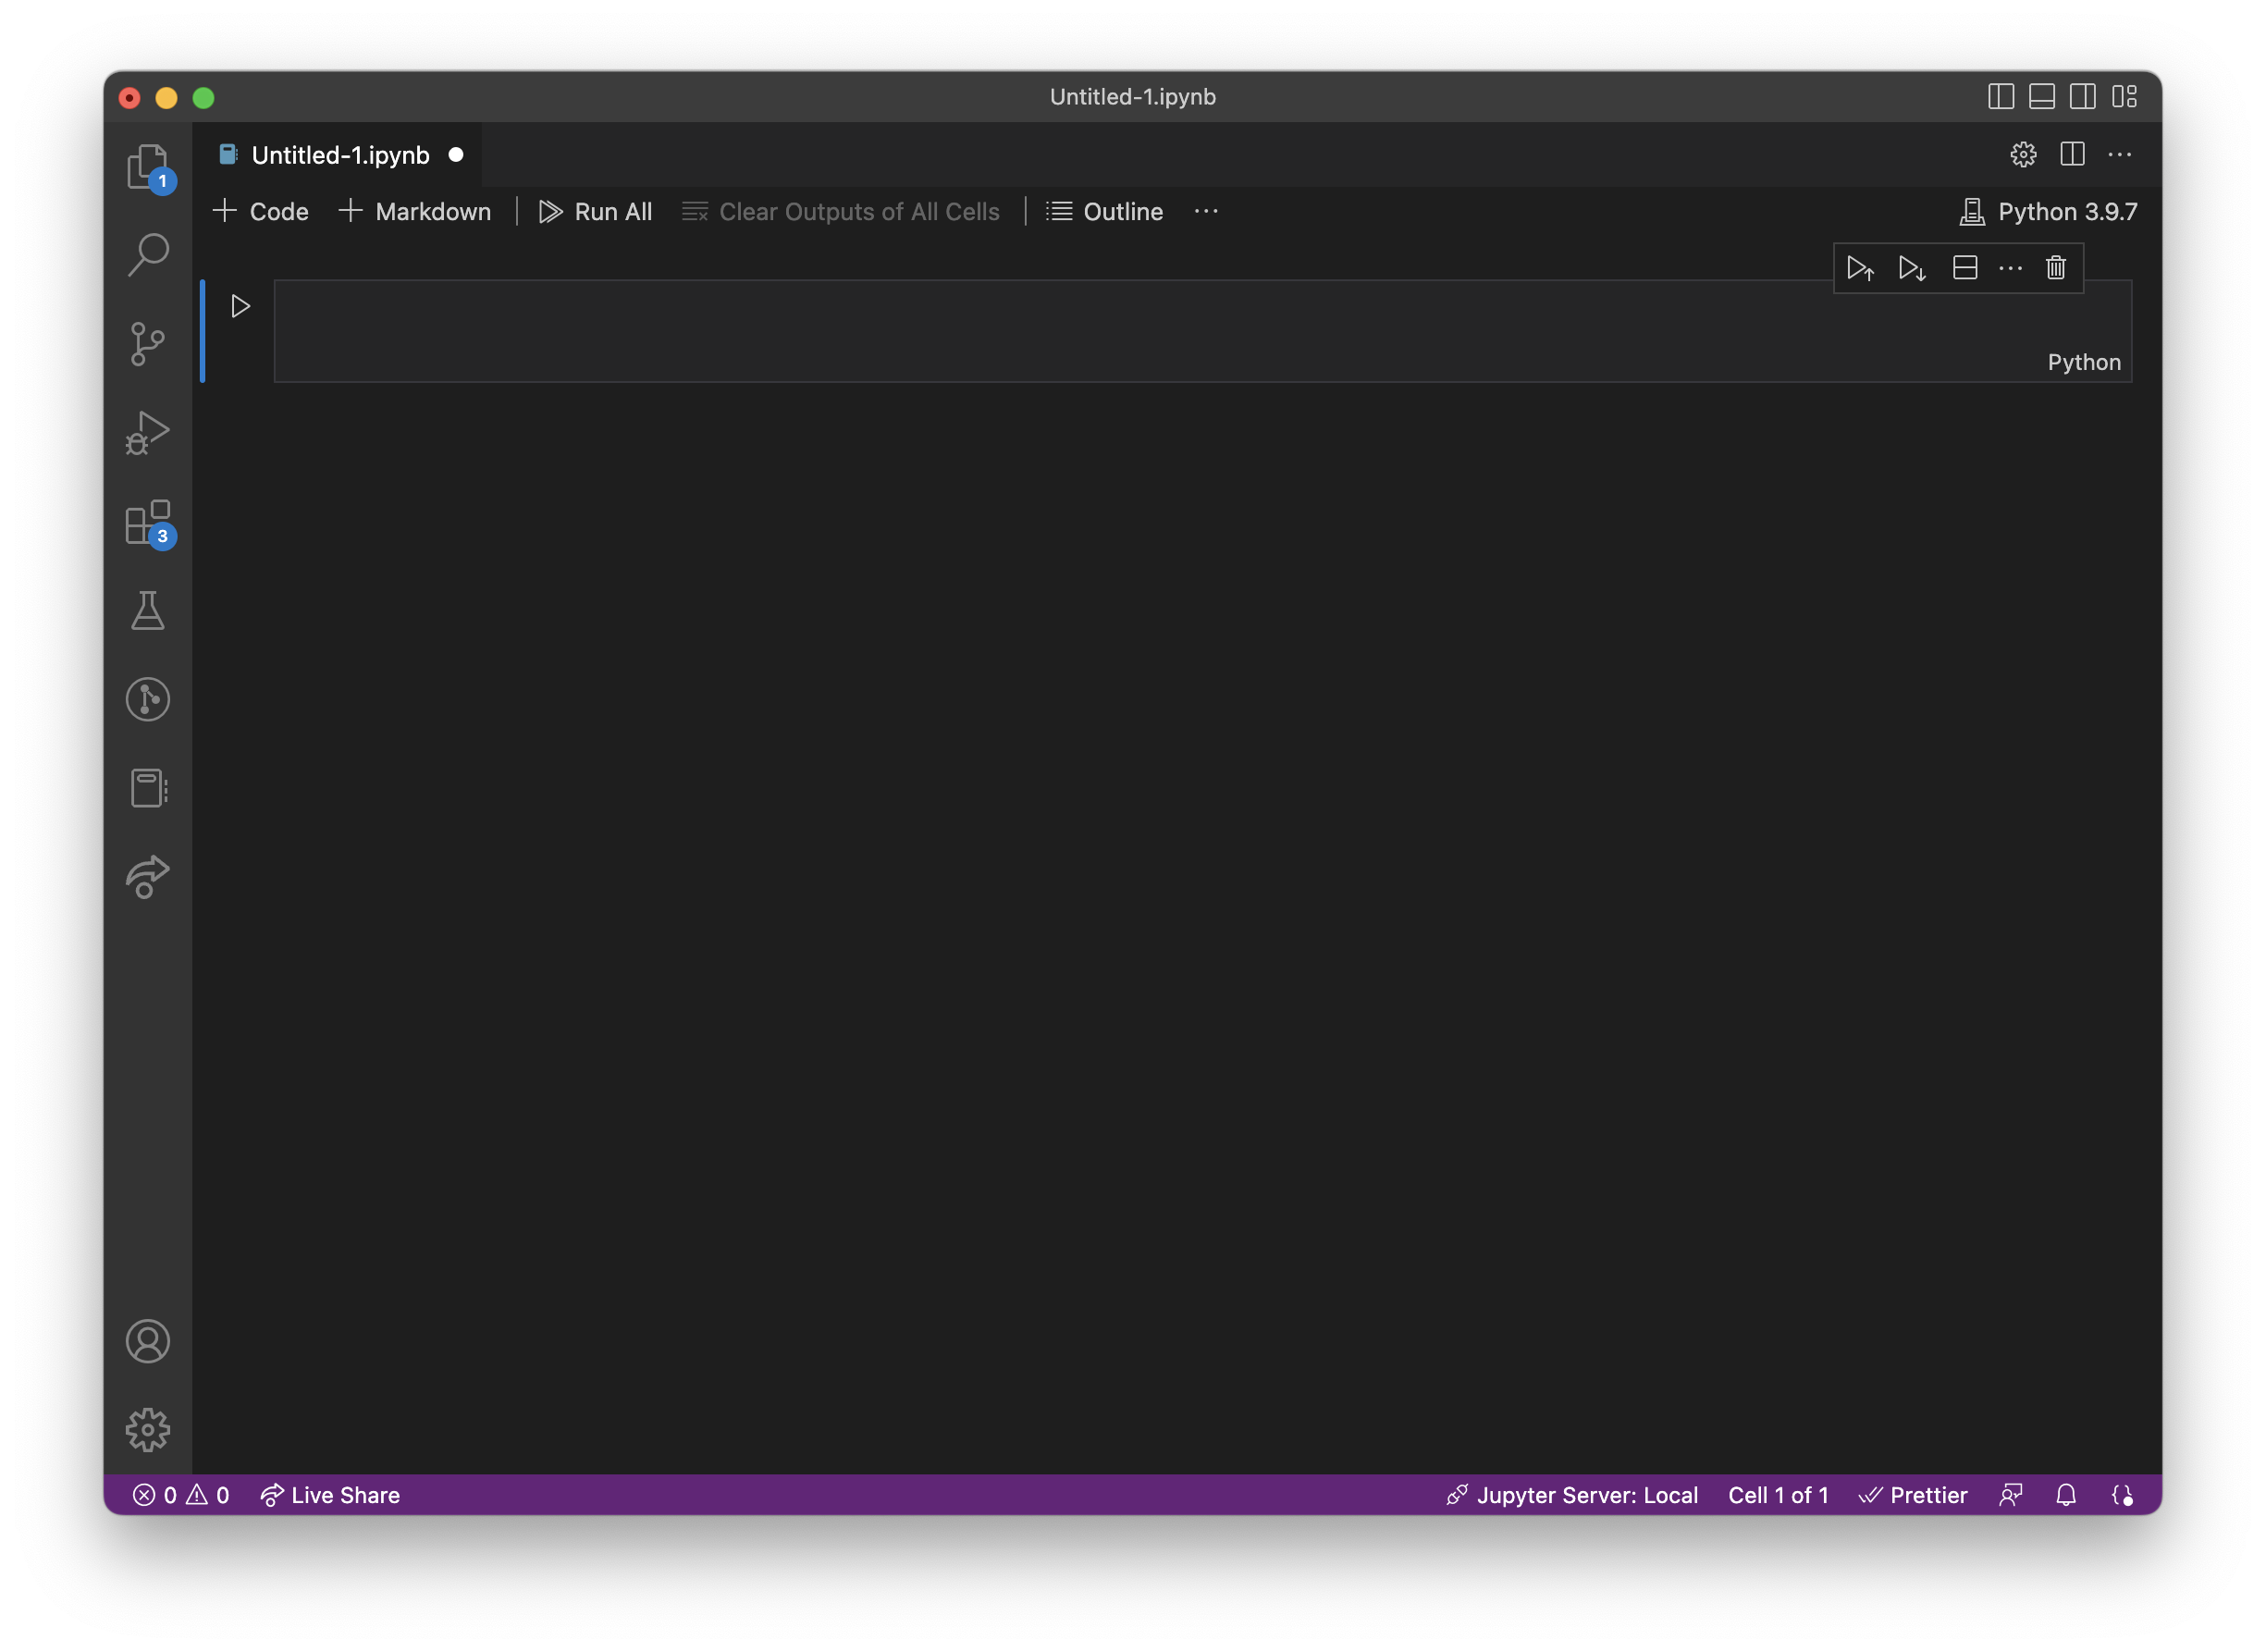 Untitled-1.ipynb
Untitled-1.ipynb
1
Code Markdown Run All Clear Outputs of All Cells Outline ... Python 3.9.7
Python
3
0 0 Live Share Jupyter Server: Local Cell 1 of 1 Prettier